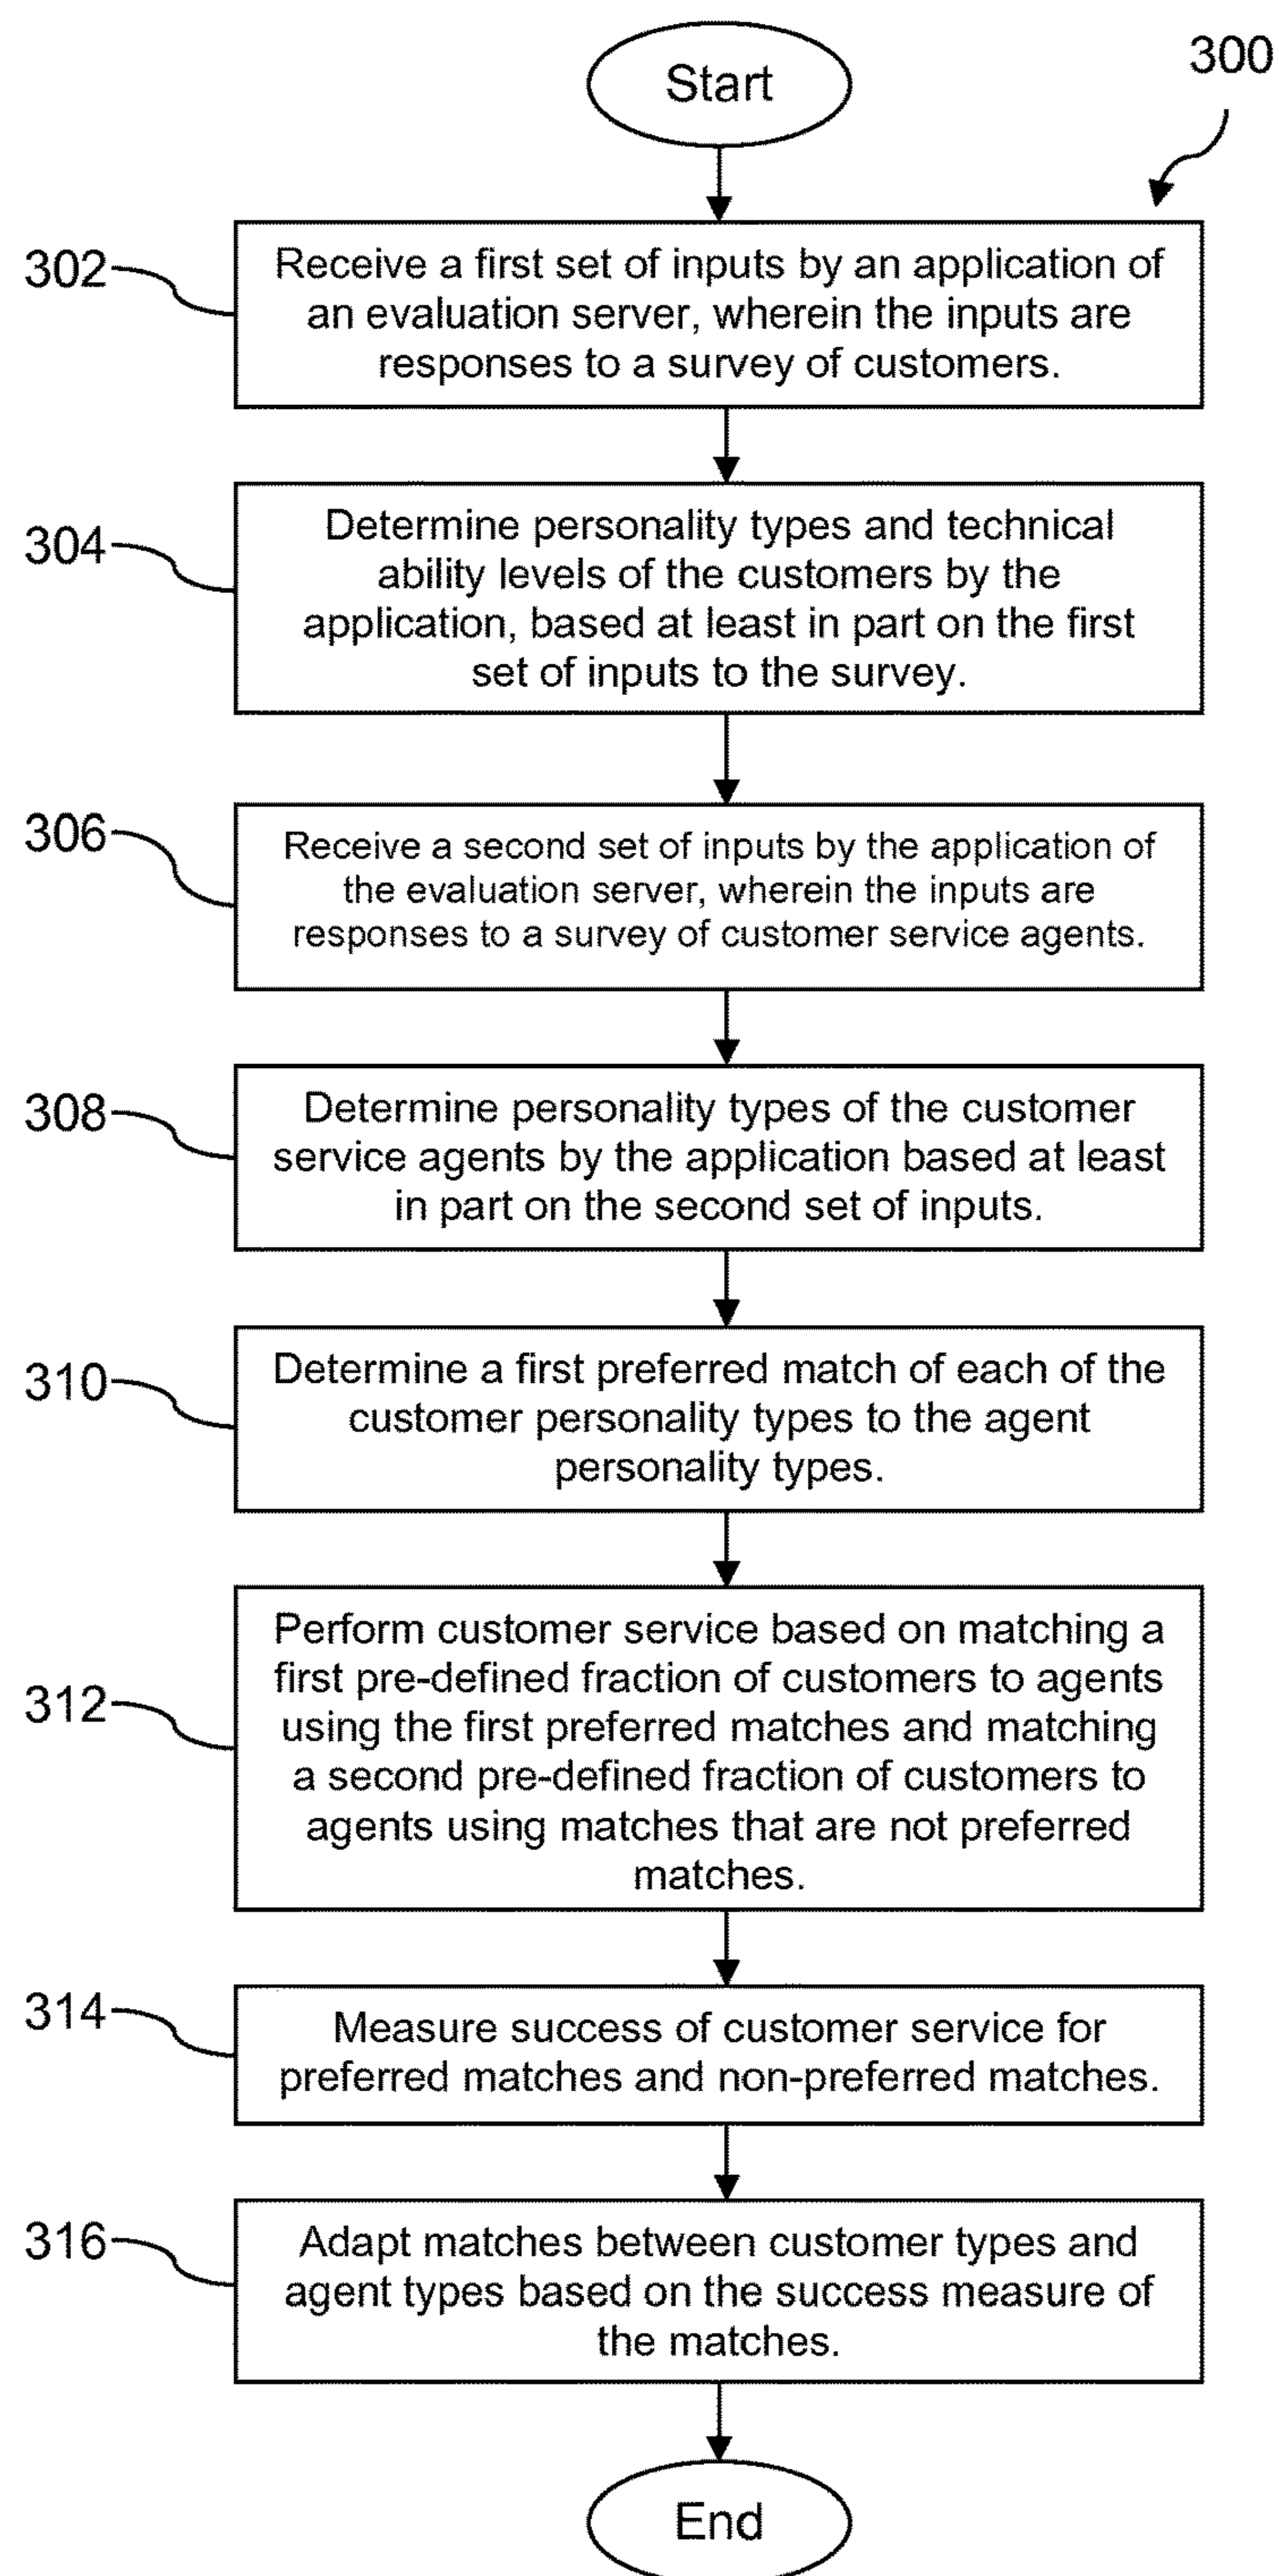 Start
300
302
Receive a first set of inputs by an application of
an evaluation server, wherein the inputs are
responses to a survey of customers.
304
Determine personality types and technical
ability levels of the customers by the
application, based at least in part on the first
set of inputs to the survey.
306
Receive a second set of inputs by the application of
the evaluation server, wherein the inputs are
responses to a survey of customer service agents.
308
Determine personality types of the customer
service agents by the application based at least
in part on the second set of inputs.
310
Determine a first preferred match of each of the
customer personality types to the agent
personality types.
312
Perform customer service based on matching a
first pre-defined fraction of customers to agents
using the first preferred matches and matching
a second pre-defined fraction of customers to
agents using matches that are not preferred
matches.
314
Measure success of customer service for
preferred matches and non-preferred matches.
316
Adapt matches between customer types and
agent types based on the success measure of
the matches.
End